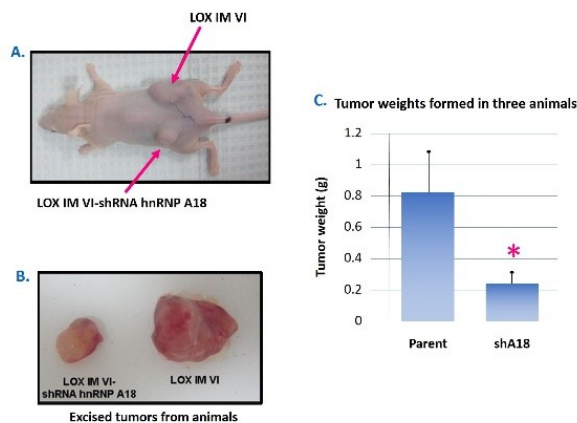 LOX IM VI
A.
LOX IM VI-shRNA hnRNP A18
B.
LOX IM VI-
shRNA hnRNP A18
LOX IM VI
Excised tumors from animals
C. Tumor weights formed in three animals
Tumor weight (g)
1.2
1
0.8
0.6
0.4
0.2
0
*
Parent
shA18